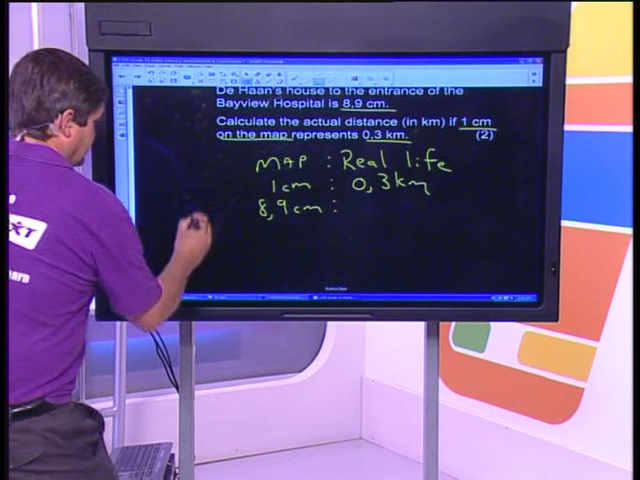 De Haan's house to the entrance of the
Bayview Hospital is 8,9 cm.
Calculate the actual distance (in km) if 1 cm
on the map represents 0,3 km. (2)
MAP : Real life
1cm : 0,3km
8,9cm :